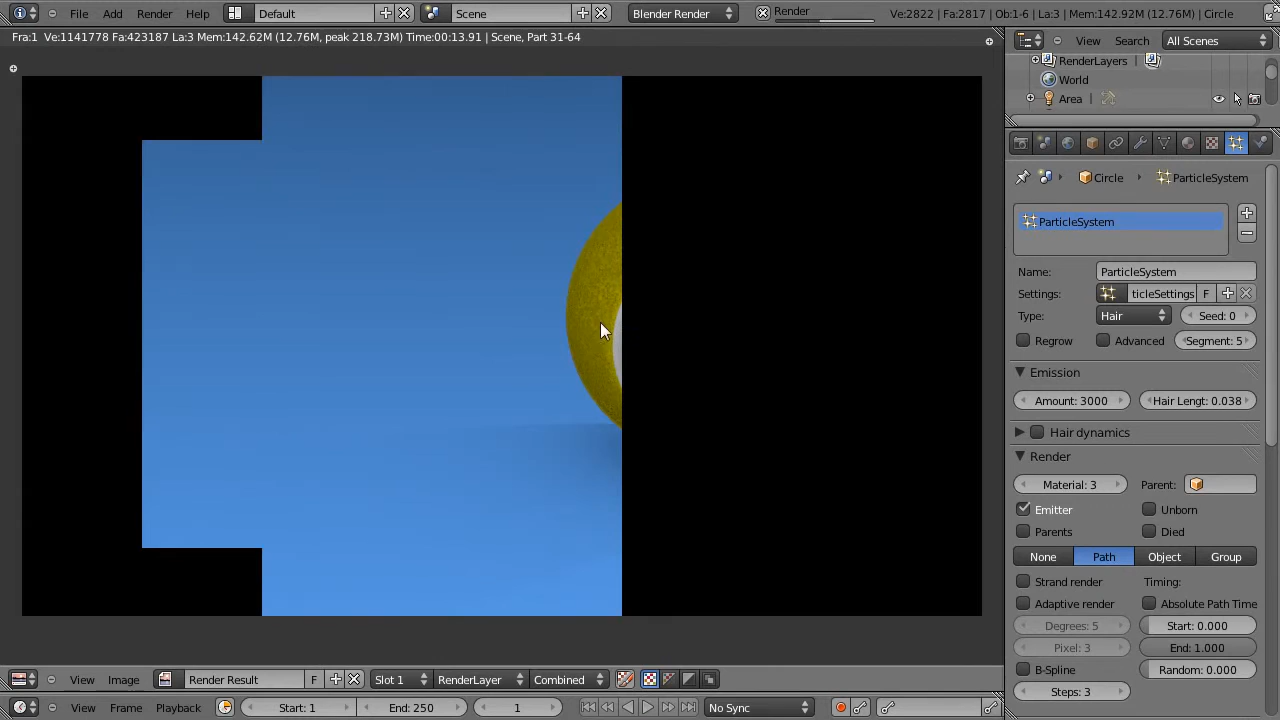 File Add Render Help Default Scene Blender Render Render Ve:2822 | Fa:2817 | Ob:1-6 | La:3 | Mem:142.92M (12.76M) | Circle
Fra:1 Ve:1141778 Fa:423187 La:3 Mem:142.62M (12.76M, peak 218.73M) Time:00:13.91 | Scene, Part 31-64
View Search All Scenes
RenderLayers |
World
Area |
Circle ParticleSystem
ParticleSystem
Name: ParticleSystem
Settings: ticleSettings F
Type: Hair Seed: 0
Regrow Advanced Segment: 5
Emission
Amount: 3000 Hair Lengt: 0.038
Hair dynamics
Render
Material: 3 Parent:
Emitter Unborn
Parents Died
None Path Object Group
Strand render Timing:
Adaptive render Absolute Path Time
Degrees: 5 Start: 0.000
Pixel: 3 End: 1.000
B-Spline Random: 0.000
Steps: 3
View Image Render Result F Slot 1 RenderLayer Combined
View Frame Playback Start: 1 End: 250 1 No Sync